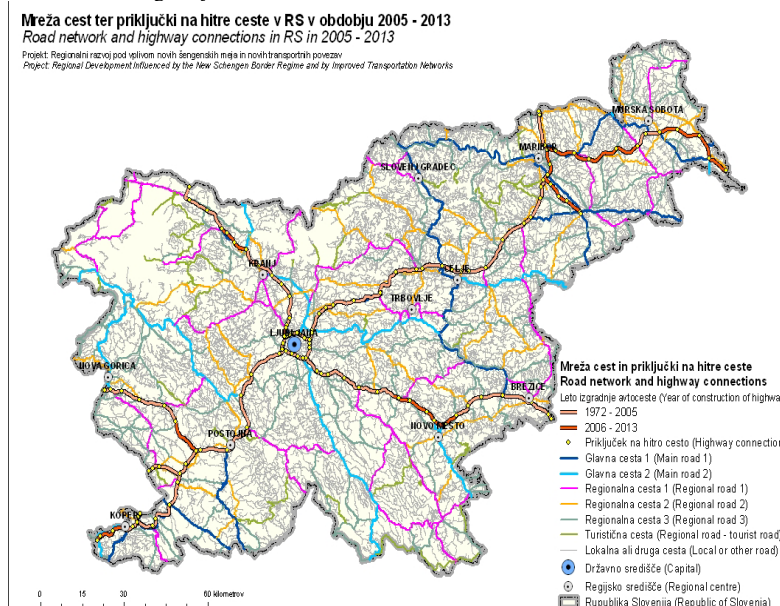 Mreža cest ter priključki na hitre ceste v RS v obdobju 2005 - 2013
Road network and highway connections in RS in 2005 - 2013
Projekt: Regionalni razvoj pod vplivom novih šengenskih meja in novih transportnih povezav
Project: Regional Development Influenced by the New Schengen Border Regime and by Improved Transportation Networks
MURSKA SOBOTA
MARIBOR
SLOVENJ GRADEC
KRANJ
CELJE
TRBOVLJE
LJUBLJANA
NOVA GORICA
BREŽICE
NOVO MESTO
POSTOJNA
KOPER
Mreža cest in priključki na hitre ceste
Road network and highway connections
Leto izgradnje avtoceste (Year of construction of highwa
1972 - 2005
2006 - 2013
Priključek na hitro cesto (Highway connection
Glavna cesta 1 (Main road 1)
Glavna cesta 2 (Main road 2)
Regionalna cesta 1 (Regional road 1)
Regionalna cesta 2 (Regional road 2)
Regionalna cesta 3 (Regional road 3)
Turistična cesta (Regional road - tourist road)
Lokalna ali druga cesta (Local or other road)
Državno središče (Capital)
Regijsko središče (Regional centre)
Rupublika Slovenija (Republic of Slovenia)
0 15 30 60 kilometrov